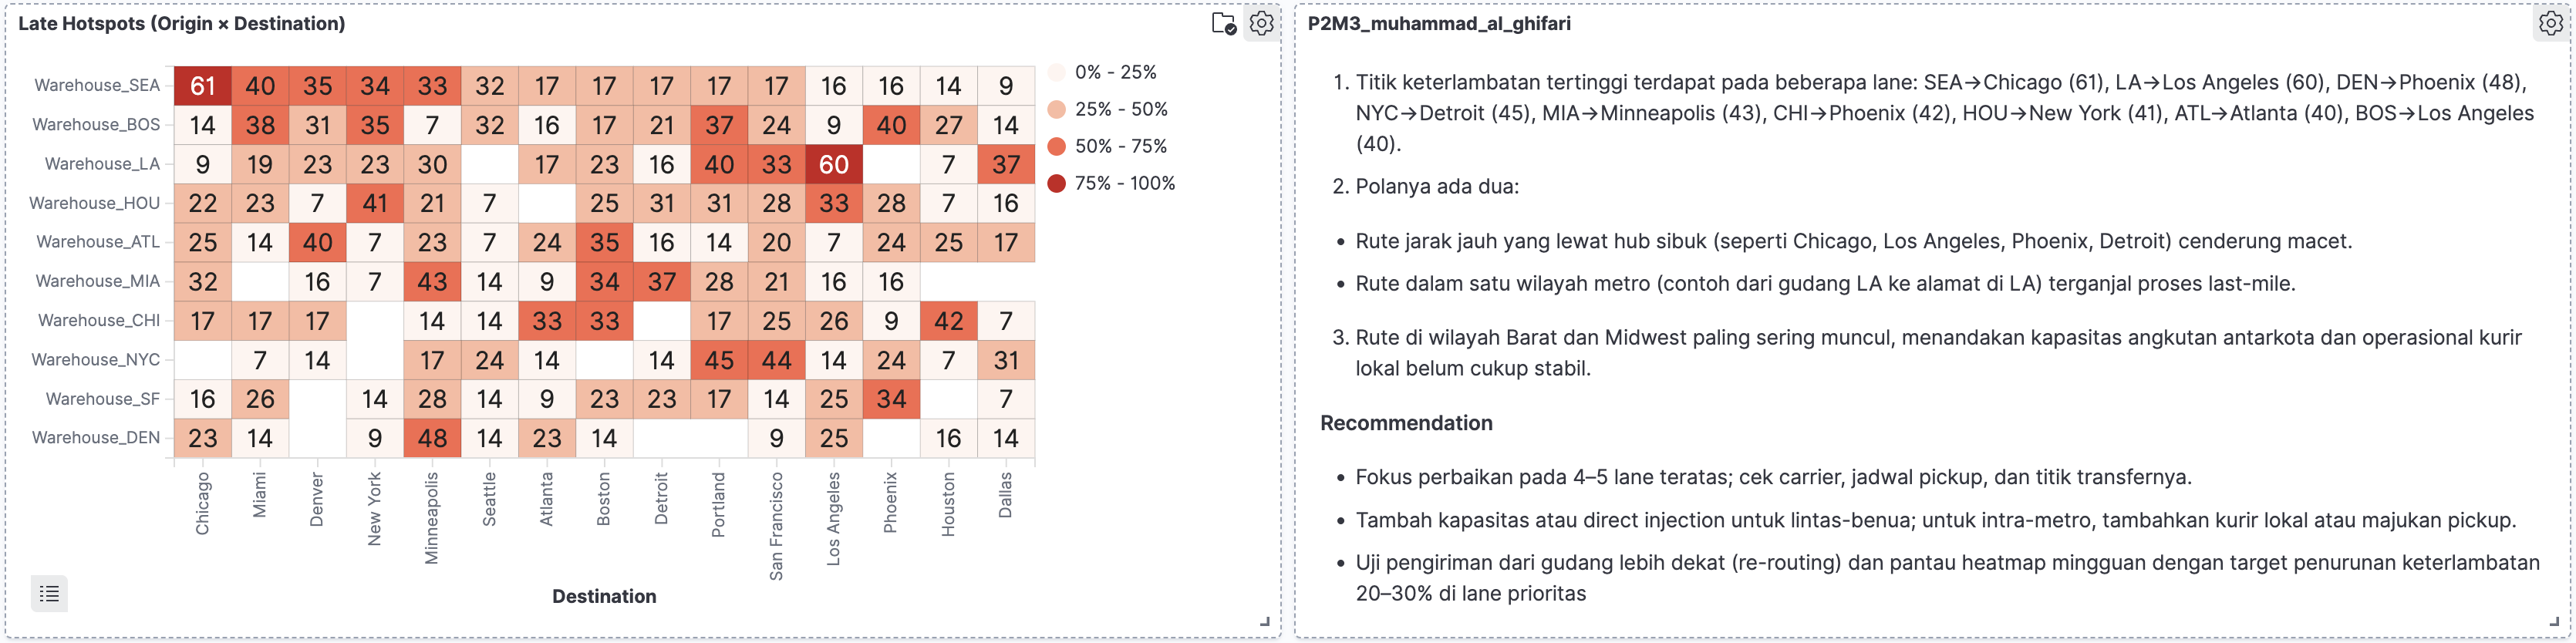 Late Hotspots (Origin × Destination)
Warehouse_SEA 61 40 35 34 33 32 17 17 17 17 17 16 16 14 9
Warehouse_BOS 14 38 31 35 7 32 16 17 21 37 24 9 40 27 14
Warehouse_LA 9 19 23 23 30 17 23 16 40 33 60 7 37
Warehouse_HOU 22 23 7 41 21 7 25 31 31 28 33 28 7 16
Warehouse_ATL 25 14 40 7 23 7 24 35 16 14 20 7 24 25 17
Warehouse_MIA 32 16 7 43 14 9 34 37 28 21 16 16
Warehouse_CHI 17 17 17 14 14 33 33 17 25 26 9 42 7
Warehouse_NYC 7 14 17 24 14 14 45 44 14 24 7 31
Warehouse_SF 16 26 14 28 14 9 23 23 17 14 25 34 7
Warehouse_DEN 23 14 9 48 14 23 14 9 25 16 14
Chicago
Miami
Denver
New York
Minneapolis
Seattle
Atlanta
Boston
Detroit
Portland
San Francisco
Los Angeles
Phoenix
Houston
Dallas
Destination
0% - 25%
25% - 50%
50% - 75%
75% - 100%
P2M3_muhammad_al_ghifari
1. Titik keterlambatan tertinggi terdapat pada beberapa lane: SEA→Chicago (61), LA→Los Angeles (60), DEN→Phoenix (48),
NYC→Detroit (45), MIA→Minneapolis (43), CHI→Phoenix (42), HOU→New York (41), ATL→Atlanta (40), BOS→Los Angeles
(40).
2. Polanya ada dua:
• Rute jarak jauh yang lewat hub sibuk (seperti Chicago, Los Angeles, Phoenix, Detroit) cenderung macet.
• Rute dalam satu wilayah metro (contoh dari gudang LA ke alamat di LA) terganjal proses last-mile.
3. Rute di wilayah Barat dan Midwest paling sering muncul, menandakan kapasitas angkutan antarkota dan operasional kurir
lokal belum cukup stabil.
Recommendation
• Fokus perbaikan pada 4–5 lane teratas; cek carrier, jadwal pickup, dan titik transfernya.
• Tambah kapasitas atau direct injection untuk lintas-benua; untuk intra-metro, tambahkan kurir lokal atau majukan pickup.
• Uji pengiriman dari gudang lebih dekat (re-routing) dan pantau heatmap mingguan dengan target penurunan keterlambatan
20–30% di lane prioritas